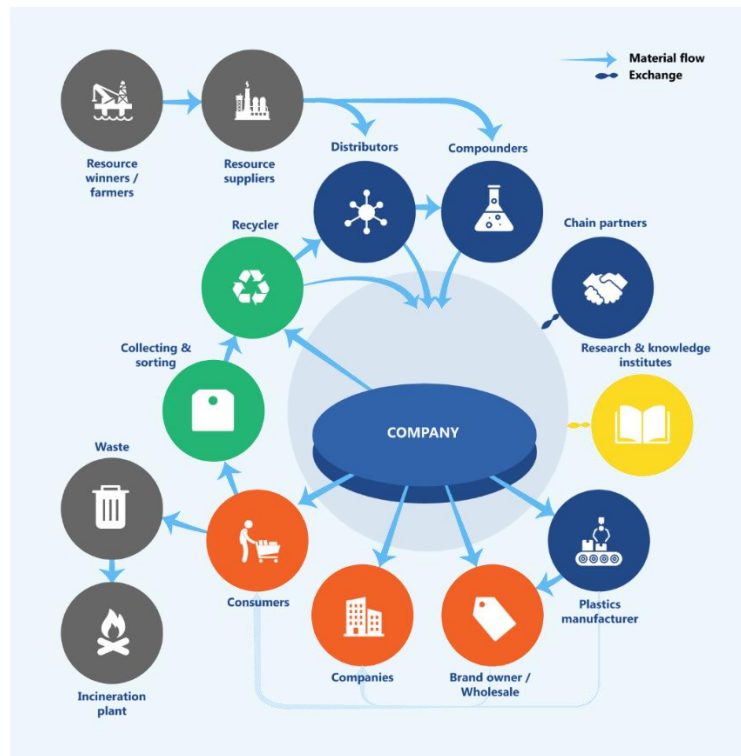 Material flow
Exchange
Resource
winners /
farmers
Resource
suppliers
Distributors
Compounders
Recycler
Chain partners
Collecting &
sorting
Research & knowledge
institutes
COMPANY
Waste
Consumers
Companies
Brand owner /
Wholesale
Plastics
manufacturer
Incineration
plant